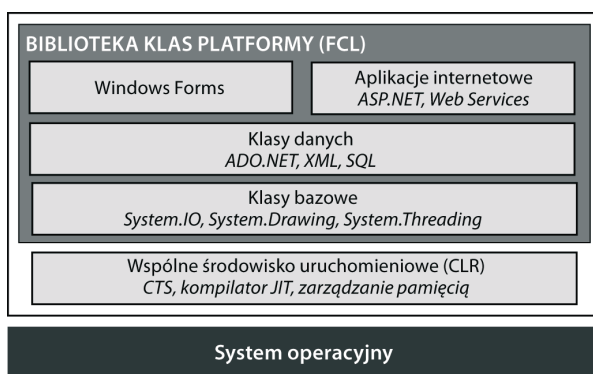 BIBLIOTEKA KLAS PLATFORMY (FCL)
Windows Forms
Aplikacje internetowe
ASP.NET, Web Services
Klasy danych
ADO.NET, XML, SQL
Klasy bazowe
System.IO, System.Drawing, System.Threading
Wspólne środowisko uruchomieniowe (CLR)
CTS, kompilator JIT, zarządzanie pamięcią
System operacyjny